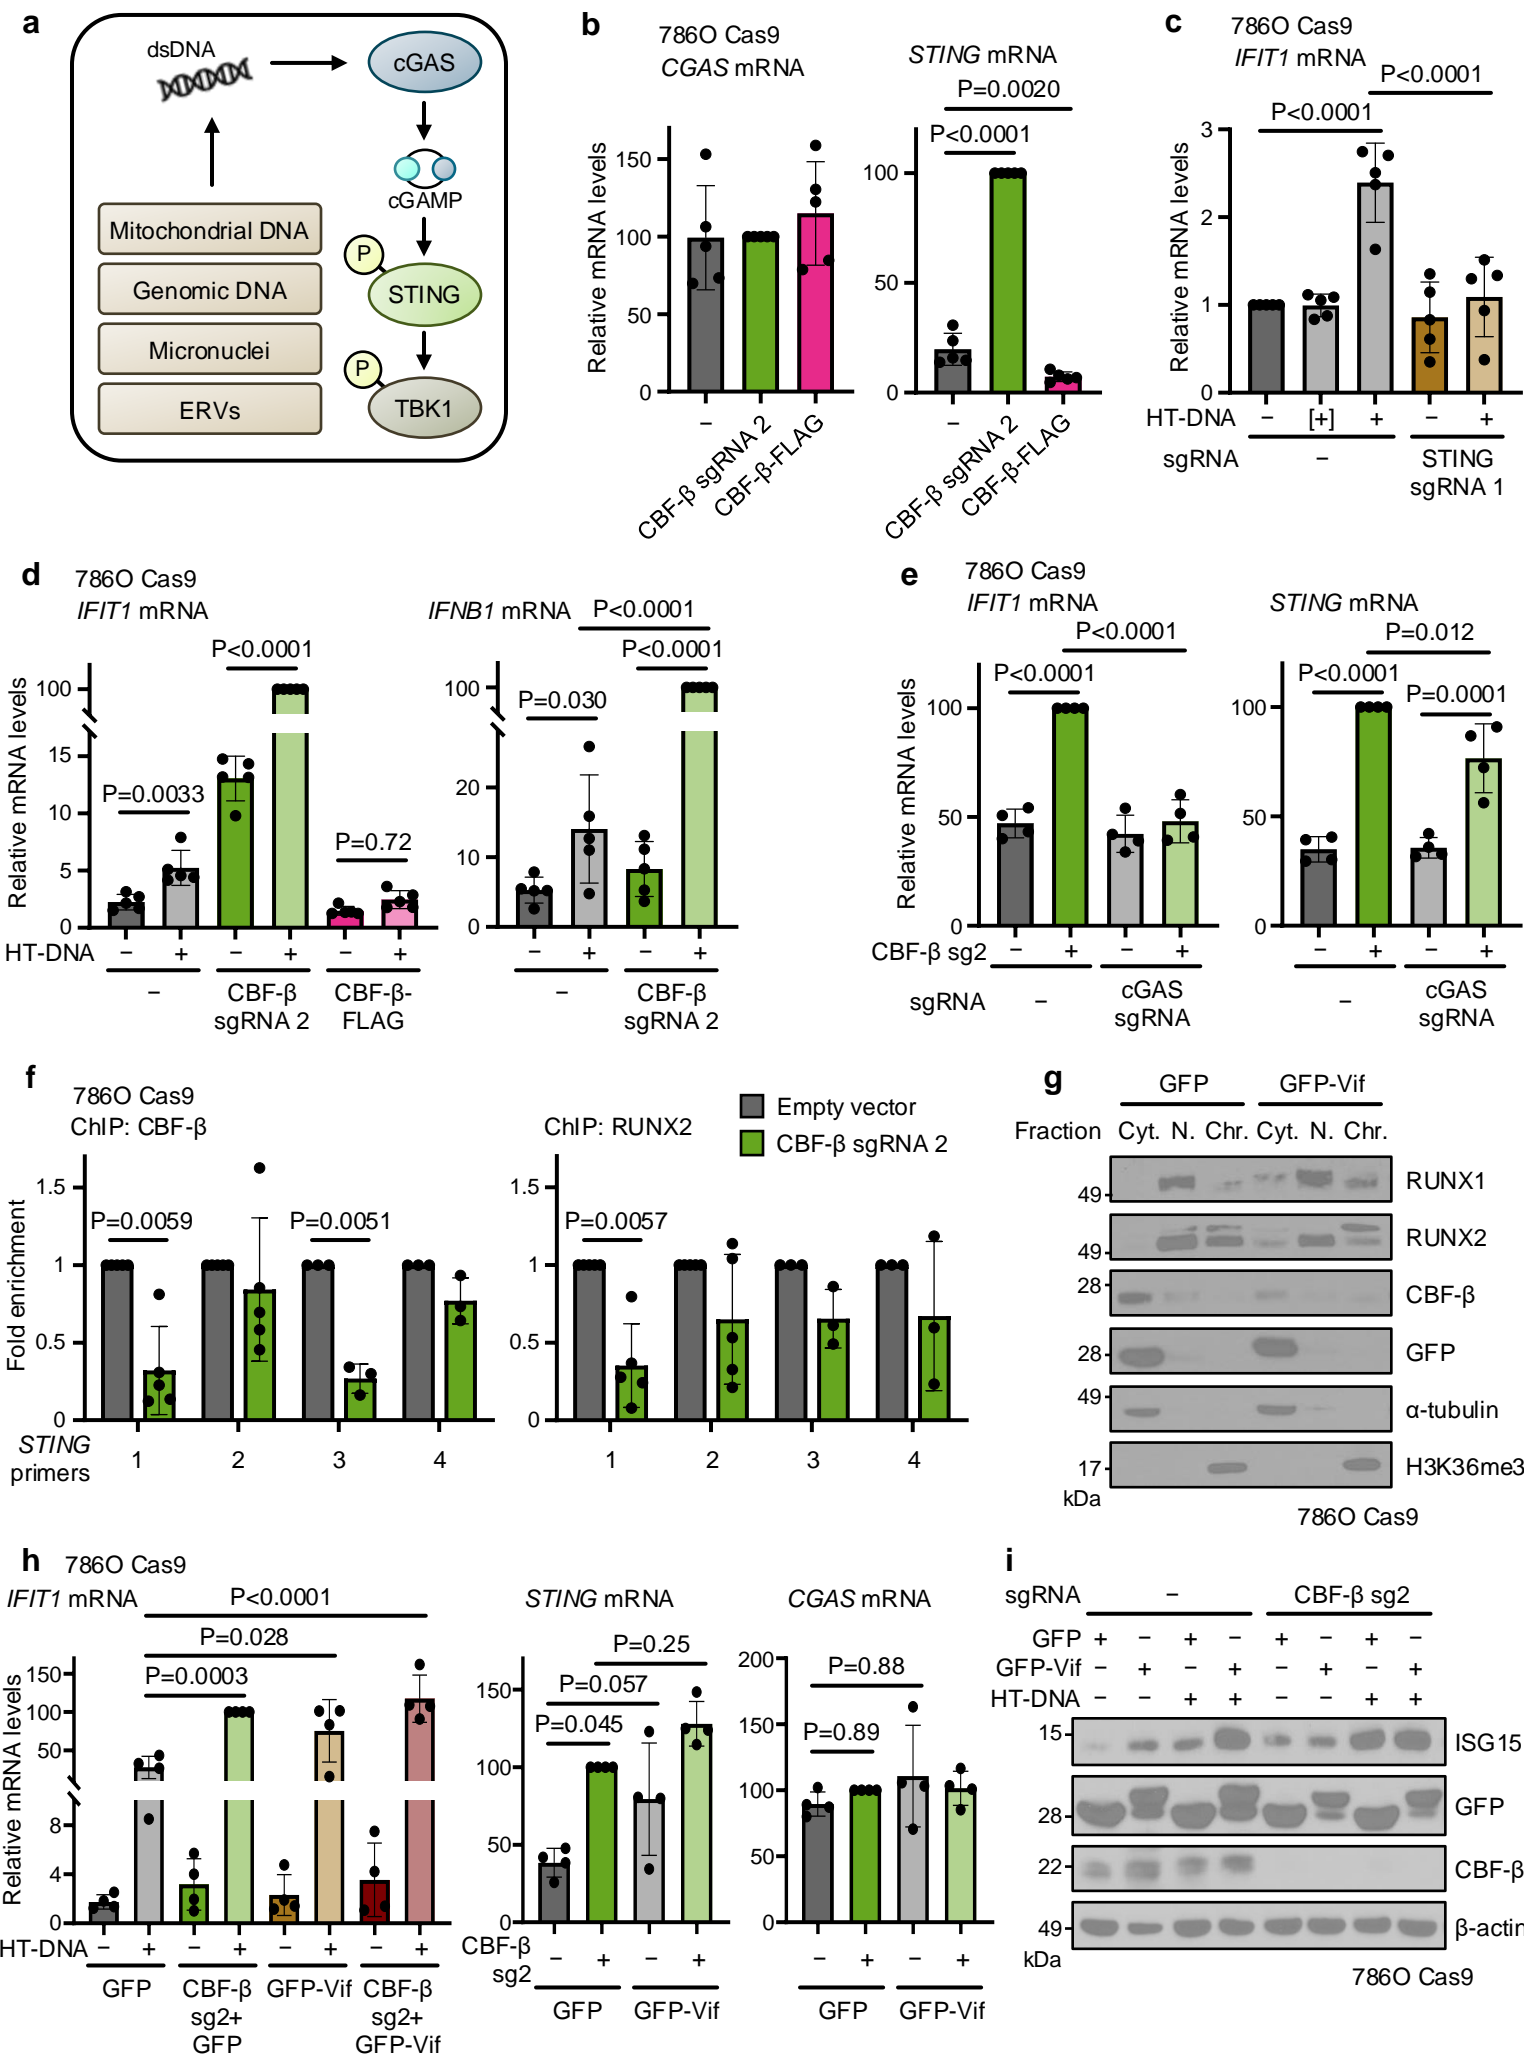 a
dsDNA
cGAS
cGAMP
P
STING
P
TBK1
Mitochondrial DNA
Genomic DNA
Micronuclei
ERVs
b
786O Cas9
CGAS mRNA
STING mRNA
P=0.0020
P<0.0001
Relative mRNA levels
150
100
50
0
100
50
0
–
CBF-β sgRNA 2
CBF-β-FLAG
–
CBF-β sgRNA 2
CBF-β-FLAG
c
786O Cas9
IFIT1 mRNA
P<0.0001
P<0.0001
Relative mRNA levels
3
2
1
0
HT-DNA – [+] + – +
sgRNA – STING
sgRNA 1
d
786O Cas9
IFIT1 mRNA
P<0.0001
P=0.0033
P=0.72
Relative mRNA levels
100
15
10
5
0
HT-DNA – + – + – +
– CBF-β
sgRNA 2
CBF-β-
FLAG
IFNB1 mRNA
P<0.0001
P<0.0001
P=0.030
100
20
10
0
– + – +
– CBF-β
sgRNA 2
e
786O Cas9
IFIT1 mRNA
P<0.0001
P<0.0001
Relative mRNA levels
100
50
0
CBF-β sg2 – + – +
sgRNA – cGAS
sgRNA
STING mRNA
P=0.012
P<0.0001
P=0.0001
100
50
0
– + – +
– cGAS
sgRNA
f
786O Cas9
ChIP: CBF-β
P=0.0059
P=0.0051
Fold enrichment
1.5
1
0.5
0
STING
primers
1 2 3 4
ChIP: RUNX2
P=0.0057
1.5
1
0.5
0
1 2 3 4
Empty vector
CBF-β sgRNA 2
g
GFP GFP-Vif
Fraction Cyt. N. Chr. Cyt. N. Chr.
49 RUNX1
49 RUNX2
28 CBF-β
28 GFP
49 α-tubulin
17 H3K36me3
kDa
786O Cas9
h
786O Cas9
IFIT1 mRNA
P<0.0001
P=0.028
P=0.0003
Relative mRNA levels
150
100
50
8
4
0
HT-DNA – + – + – + – +
GFP
CBF-β
sg2+
GFP
GFP-Vif
CBF-β
sg2+
GFP-Vif
STING mRNA
P=0.25
P=0.057
P=0.045
150
100
50
0
CBF-β
sg2
– + – +
GFP GFP-Vif
CGAS mRNA
P=0.88
P=0.89
200
150
100
50
0
– + – +
GFP GFP-Vif
i
sgRNA – CBF-β sg2
GFP + – + – + – + –
GFP-Vif – + – + – + – +
HT-DNA – – + + – – + +
15 ISG15
28 GFP
22 CBF-β
49 β-actin
kDa
786O Cas9